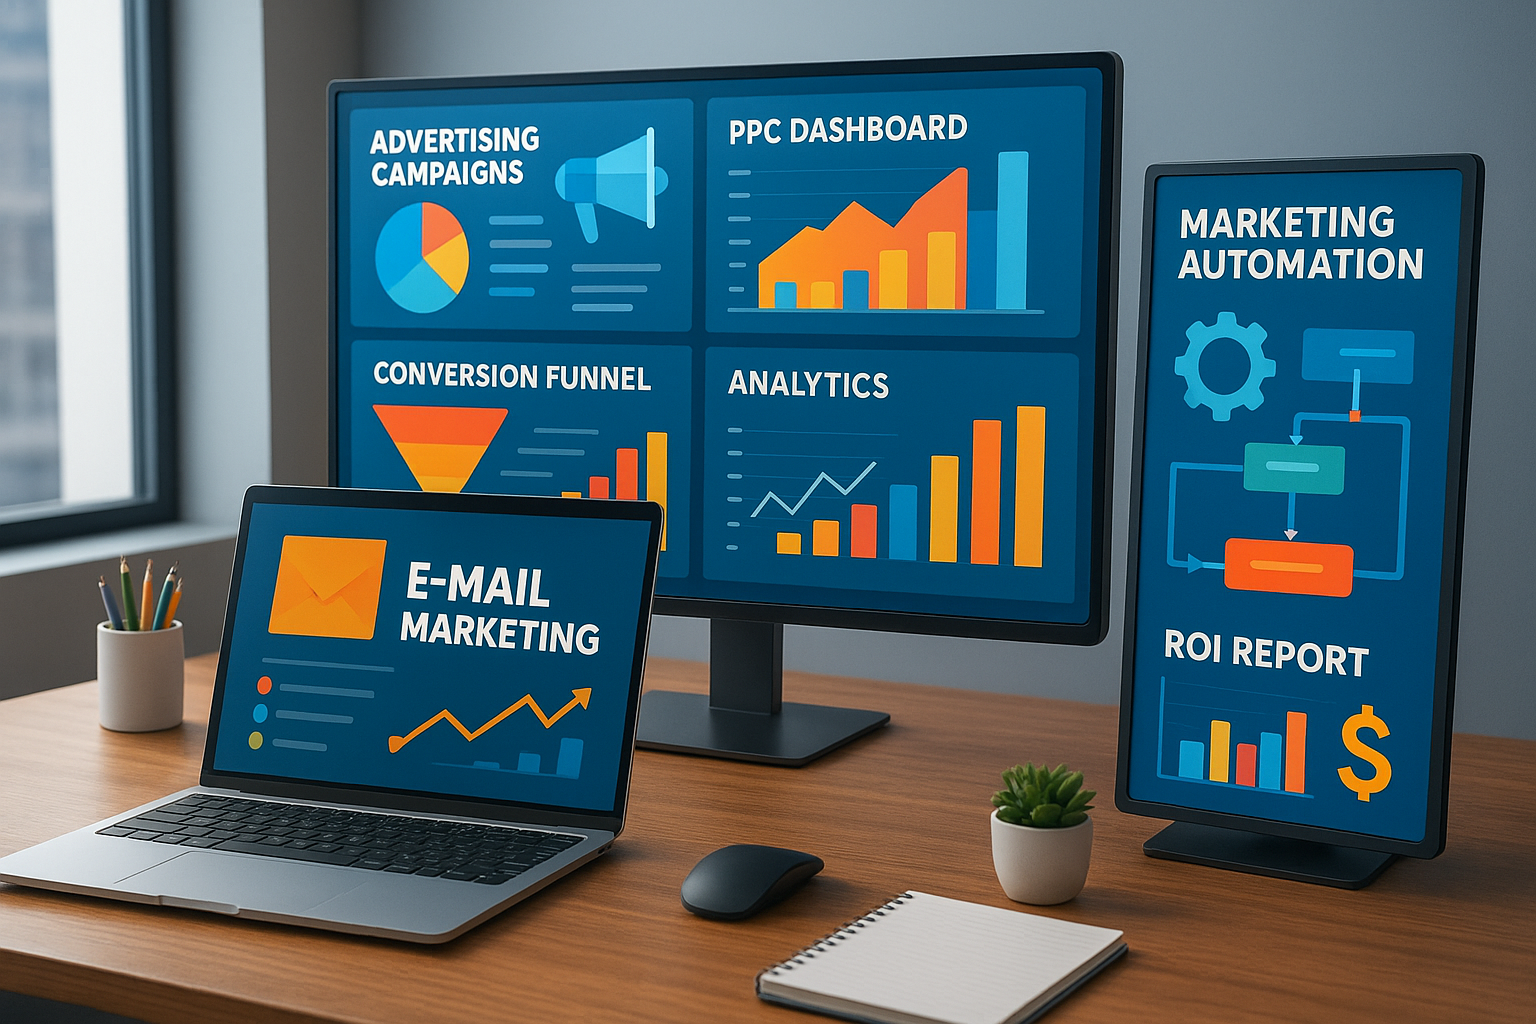 ADVERTISING
CAMPAIGNS
PPC DASHBOARD
CONVERSION FUNNEL
ANALYTICS
E-MAIL
MARKETING
MARKETING
AUTOMATION
ROI REPORT
$